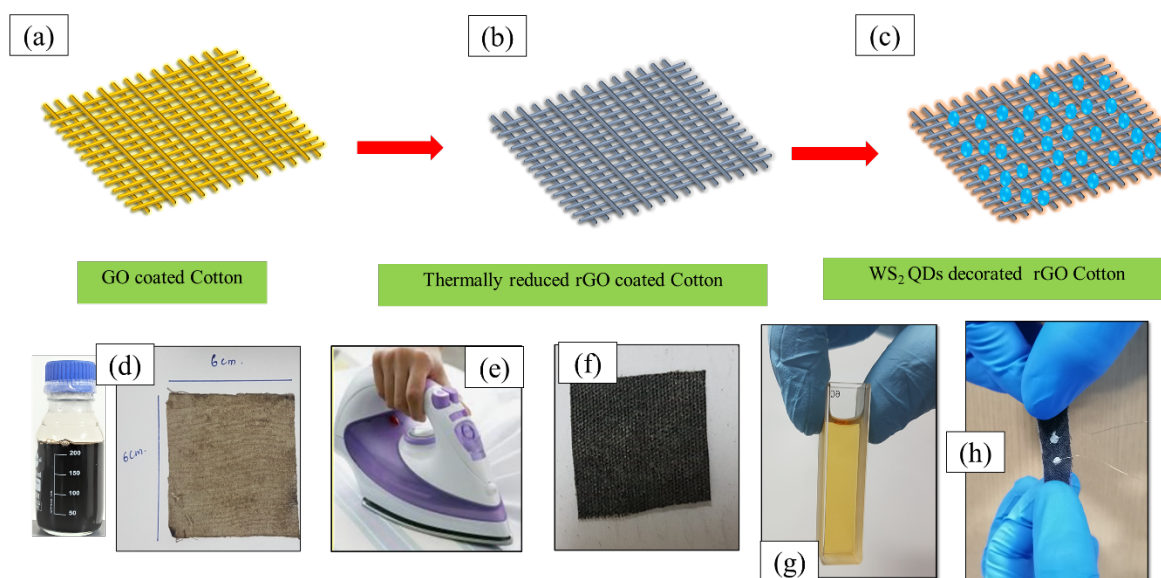 (a)
(b)
(c)
GO coated Cotton
Thermally reduced rGO coated Cotton
WS₂ QDs decorated rGO Cotton
(d)
6cm.
6cm.
200
150
100
50
(e)
(f)
(g)
(h)